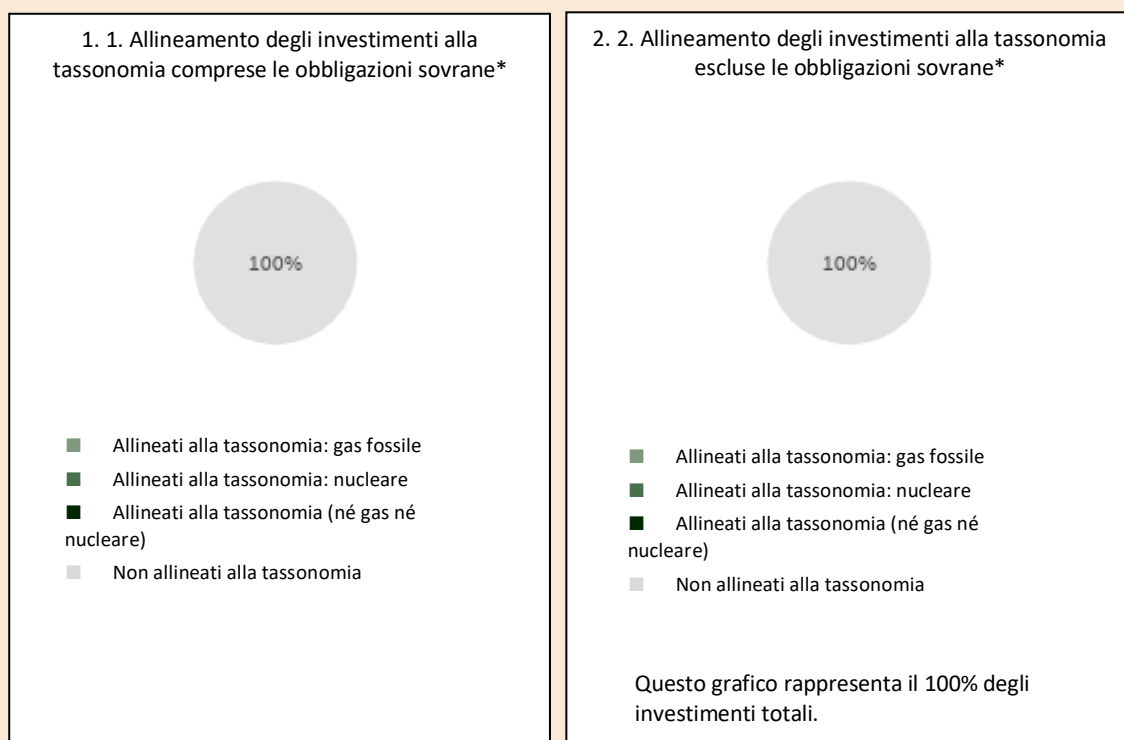 1. 1. Allineamento degli investimenti alla
tassonomia comprese le obbligazioni sovrane*
100%
Allineati alla tassonomia: gas fossile
Allineati alla tassonomia: nucleare
Allineati alla tassonomia (né gas né
nucleare)
Non allineati alla tassonomia
2. 2. Allineamento degli investimenti alla tassonomia
escluse le obbligazioni sovrane*
100%
Allineati alla tassonomia: gas fossile
Allineati alla tassonomia: nucleare
Allineati alla tassonomia (né gas né
nucleare)
Non allineati alla tassonomia
Questo grafico rappresenta il 100% degli
investimenti totali.